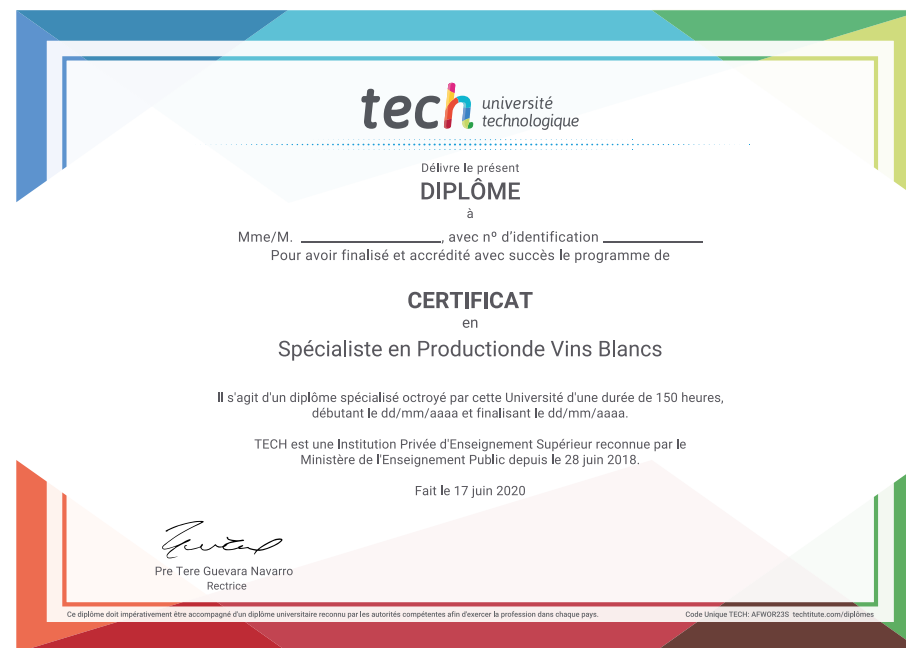 tech université
technologique
Délivre le présent
DIPLÔME
à
Mme/M. ____________________, avec nº d'identification ______________
Pour avoir finalisé et accrédité avec succès le programme de
CERTIFICAT
en
Spécialiste en Productionde Vins Blancs
Il s'agit d'un diplôme spécialisé octroyé par cette Université d'une durée de 150 heures,
débutant le dd/mm/aaaa et finalisant le dd/mm/aaaa.
TECH est une Institution Privée d'Enseignement Supérieur reconnue par le
Ministère de l'Enseignement Public depuis le 28 juin 2018.
Fait le 17 juin 2020
Pre Tere Guevara Navarro
Rectrice
Ce diplôme doit impérativement être accompagné d'un diplôme universitaire reconnu par les autorités compétentes afin d'exercer la profession dans chaque pays.
Code Unique TECH: AFWOR23S techtitute.com/diplômes